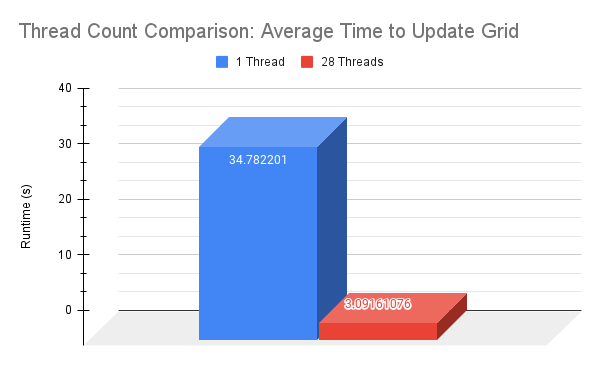 Thread Count Comparison: Average Time to Update Grid
1 Thread
28 Threads
Runtime (s)
40
30
20
10
0
34.782201
3.09161076